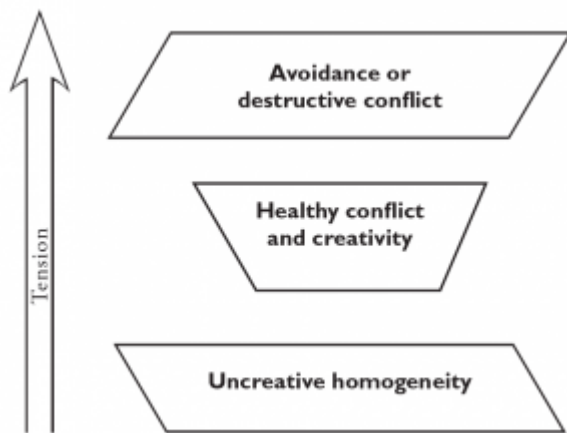 Avoidance or
destructive conflict
Healthy conflict
and creativity
Tension
Uncreative homogeneity